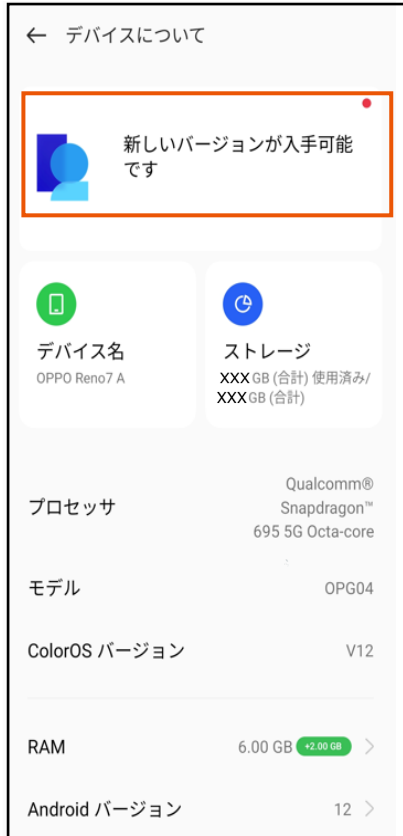 ← デバイスについて
新しいバージョンが入手可能
です
デバイス名
OPPO Reno7 A
ストレージ
XXX GB (合計) 使用済み/
XXX GB (合計)
プロセッサ
Qualcomm®
Snapdragon™
695 5G Octa-core
モデル
OPG04
ColorOS バージョン
V12
RAM
6.00 GB +2.00 GB
Android バージョン
12